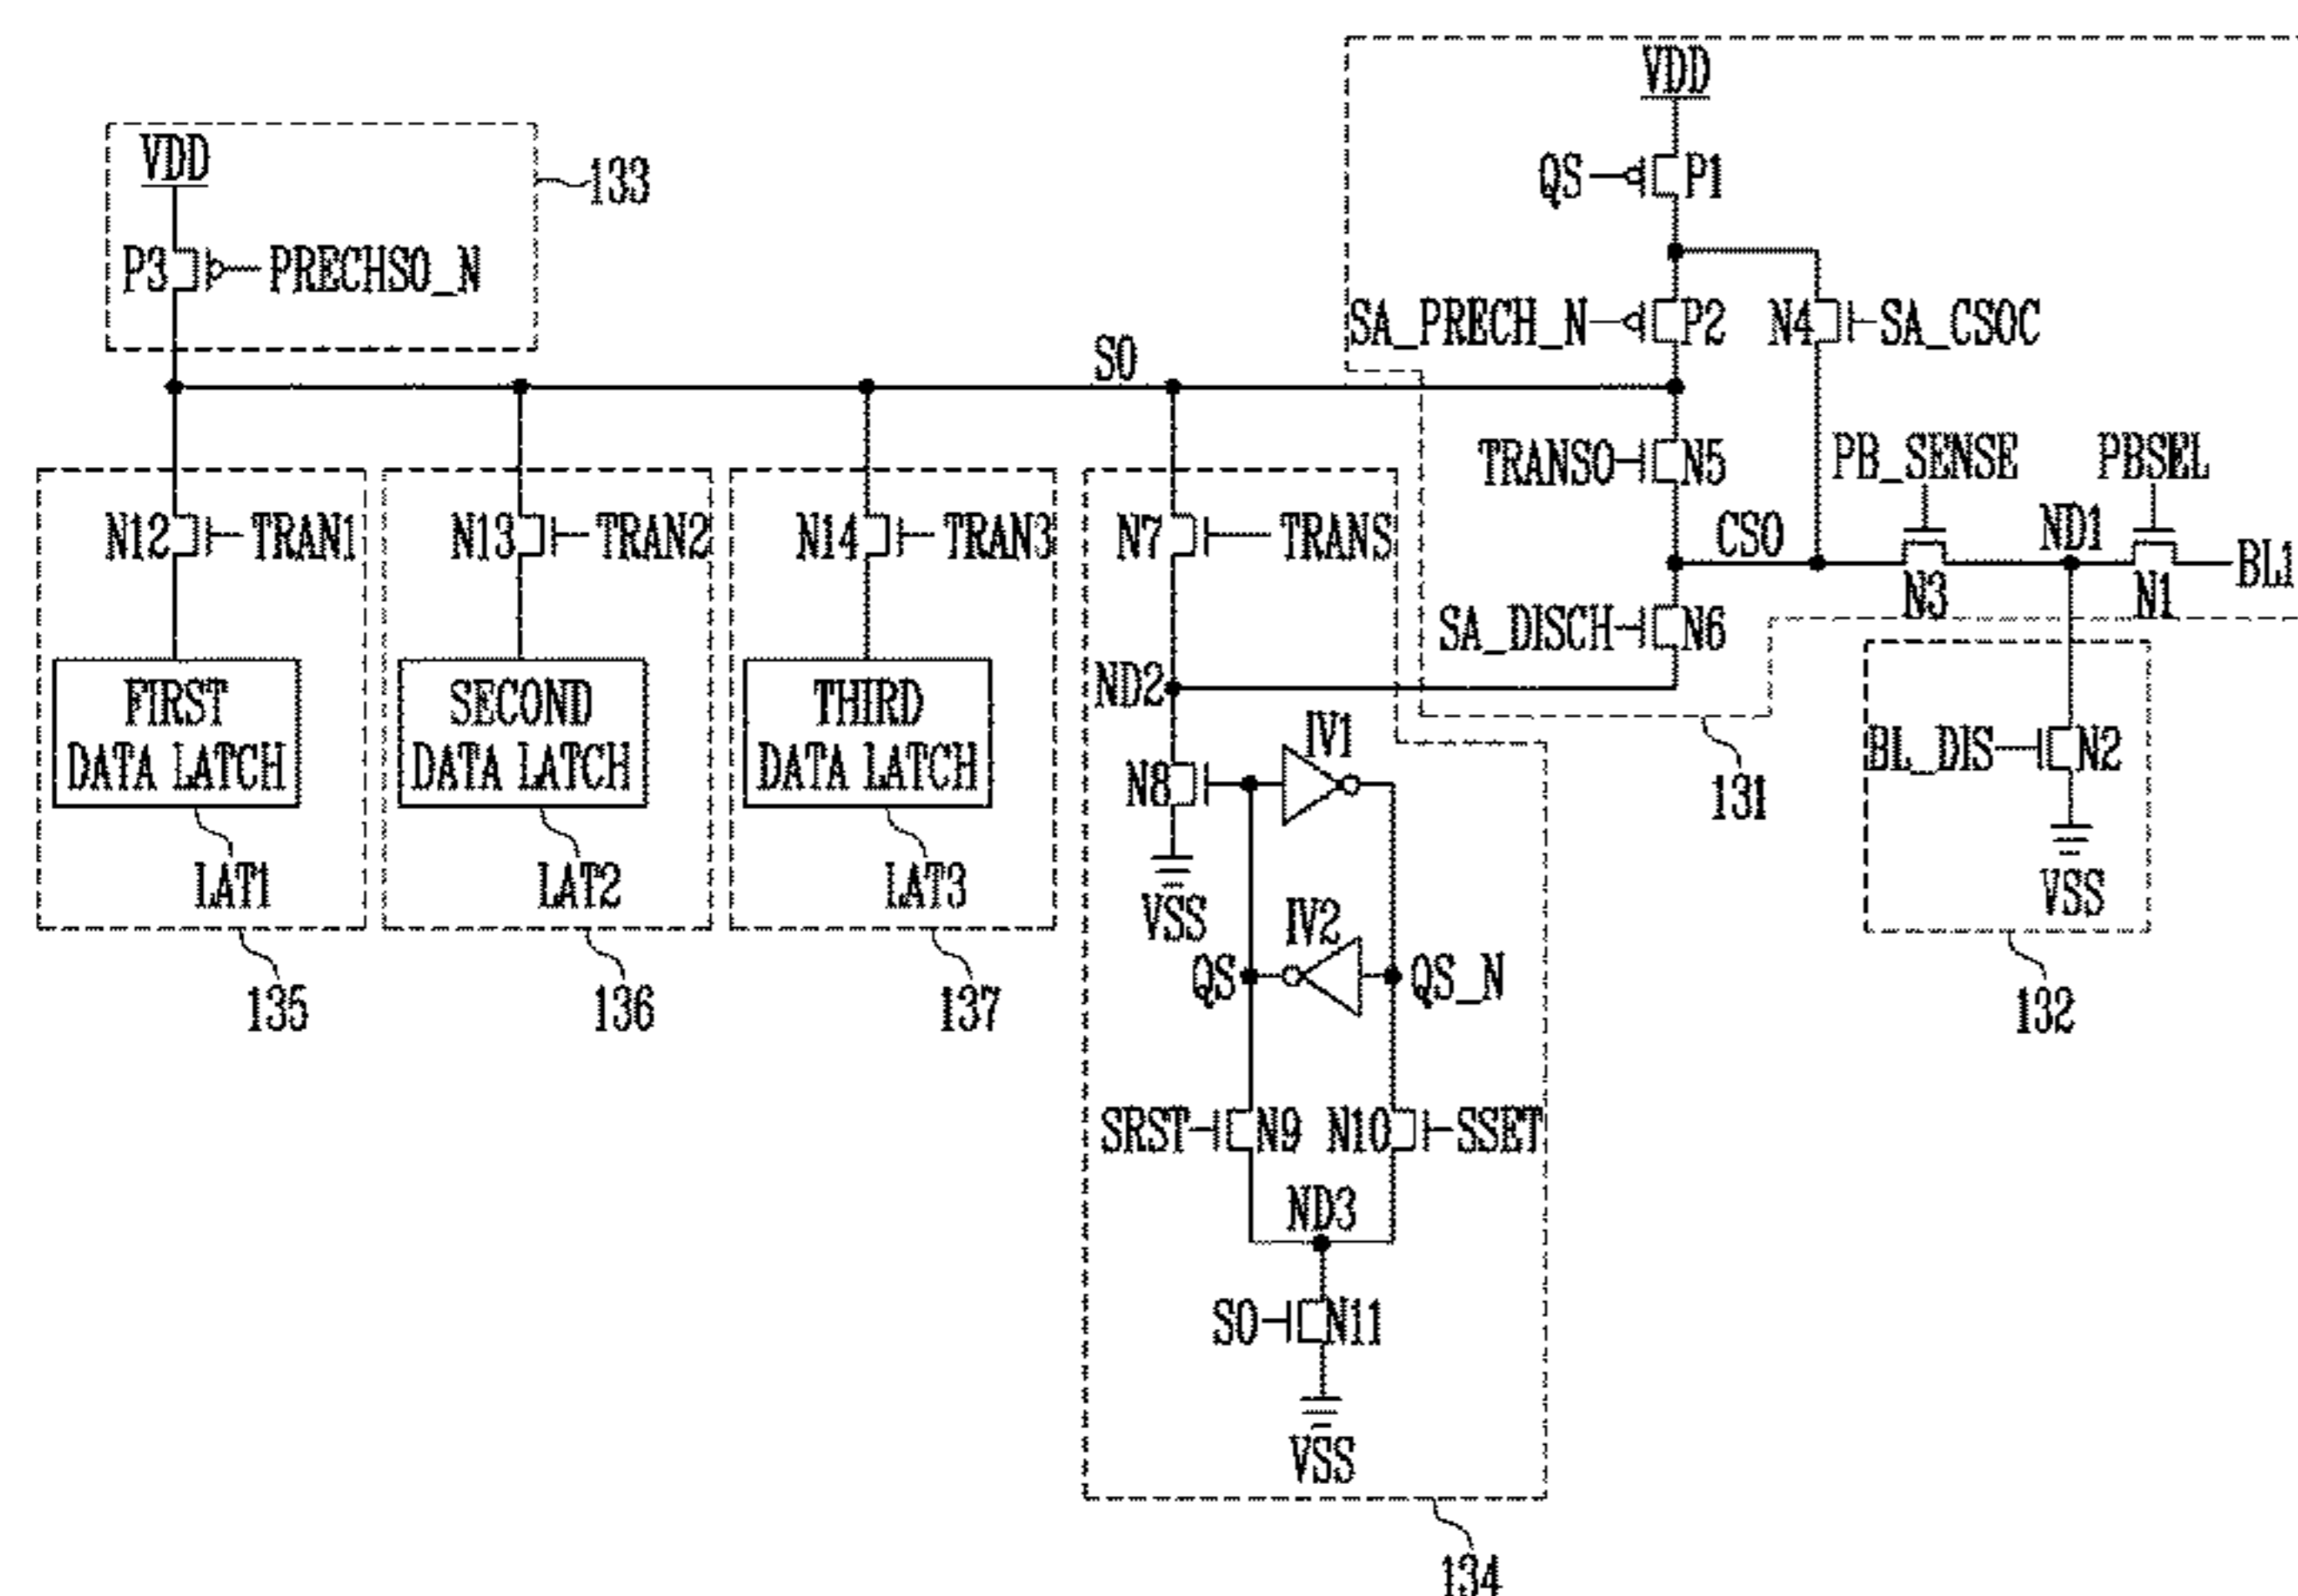 VDD
QS
P1
VDD
133
P3
PRECHSO_N
SA_PRECH_N
P2
N4
SA_CSOC
SO
TRANSO
N5
PB_SENSE
PBSEL
N12
TRAN1
N13
TRAN2
N14
TRAN3
N7
TRANS
CSO
ND1
BL1
N3
N1
SA_DISCH
N6
ND2
FIRST
DATA LATCH
SECOND
DATA LATCH
THIRD
DATA LATCH
IV1
N8
BL_DIS
N2
131
LAT1
LAT2
LAT3
VSS
IV2
VSS
QS
QS_N
135
136
137
132
SRST
N9
N10
SSET
ND3
SO
N11
VSS
134